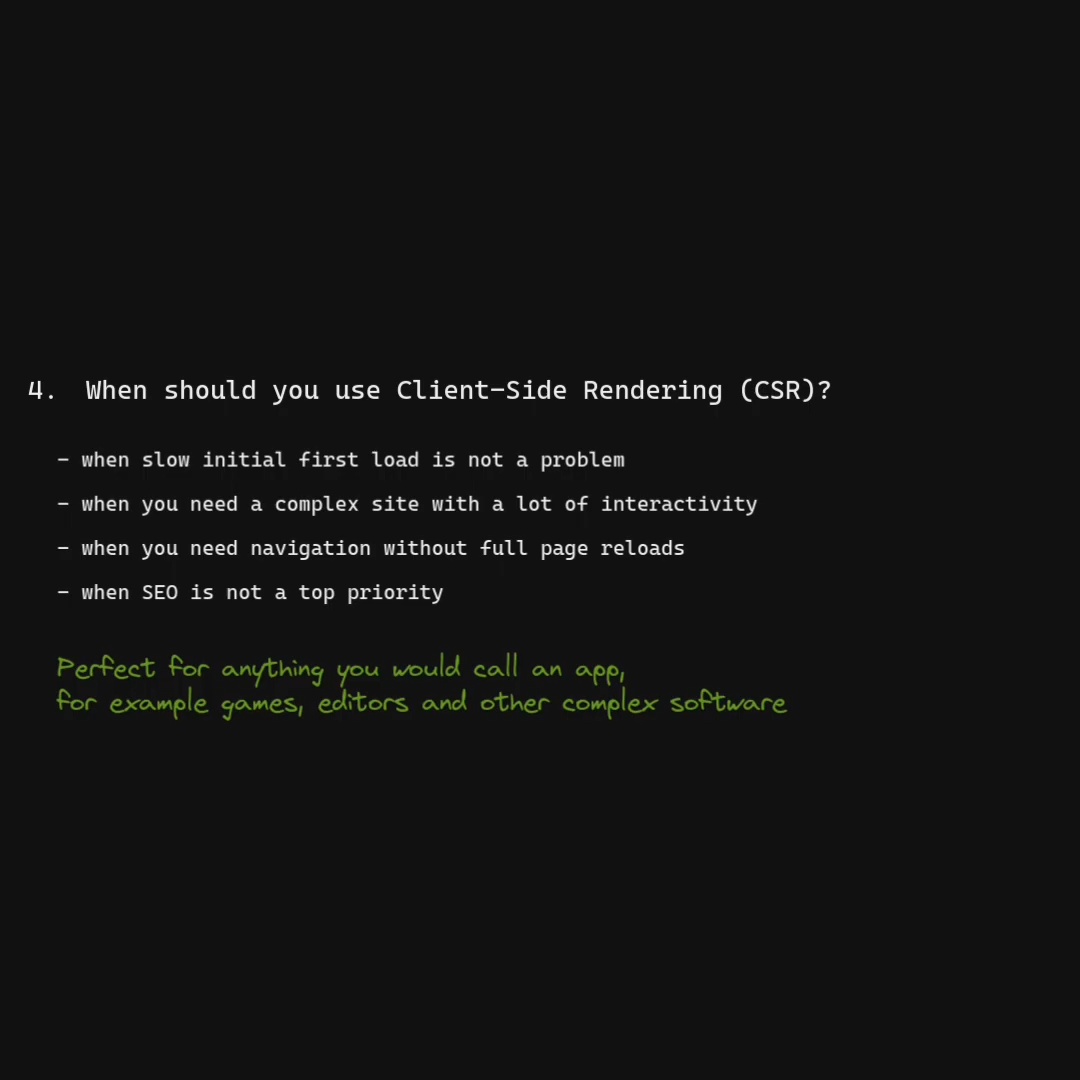 4. When should you use Client-Side Rendering (CSR)?
- when slow initial first load is not a problem
- when you need a complex site with a lot of interactivity
- when you need navigation without full page reloads
- when SEO is not a top priority
Perfect for anything you would call an app,
for example games, editors and other complex software